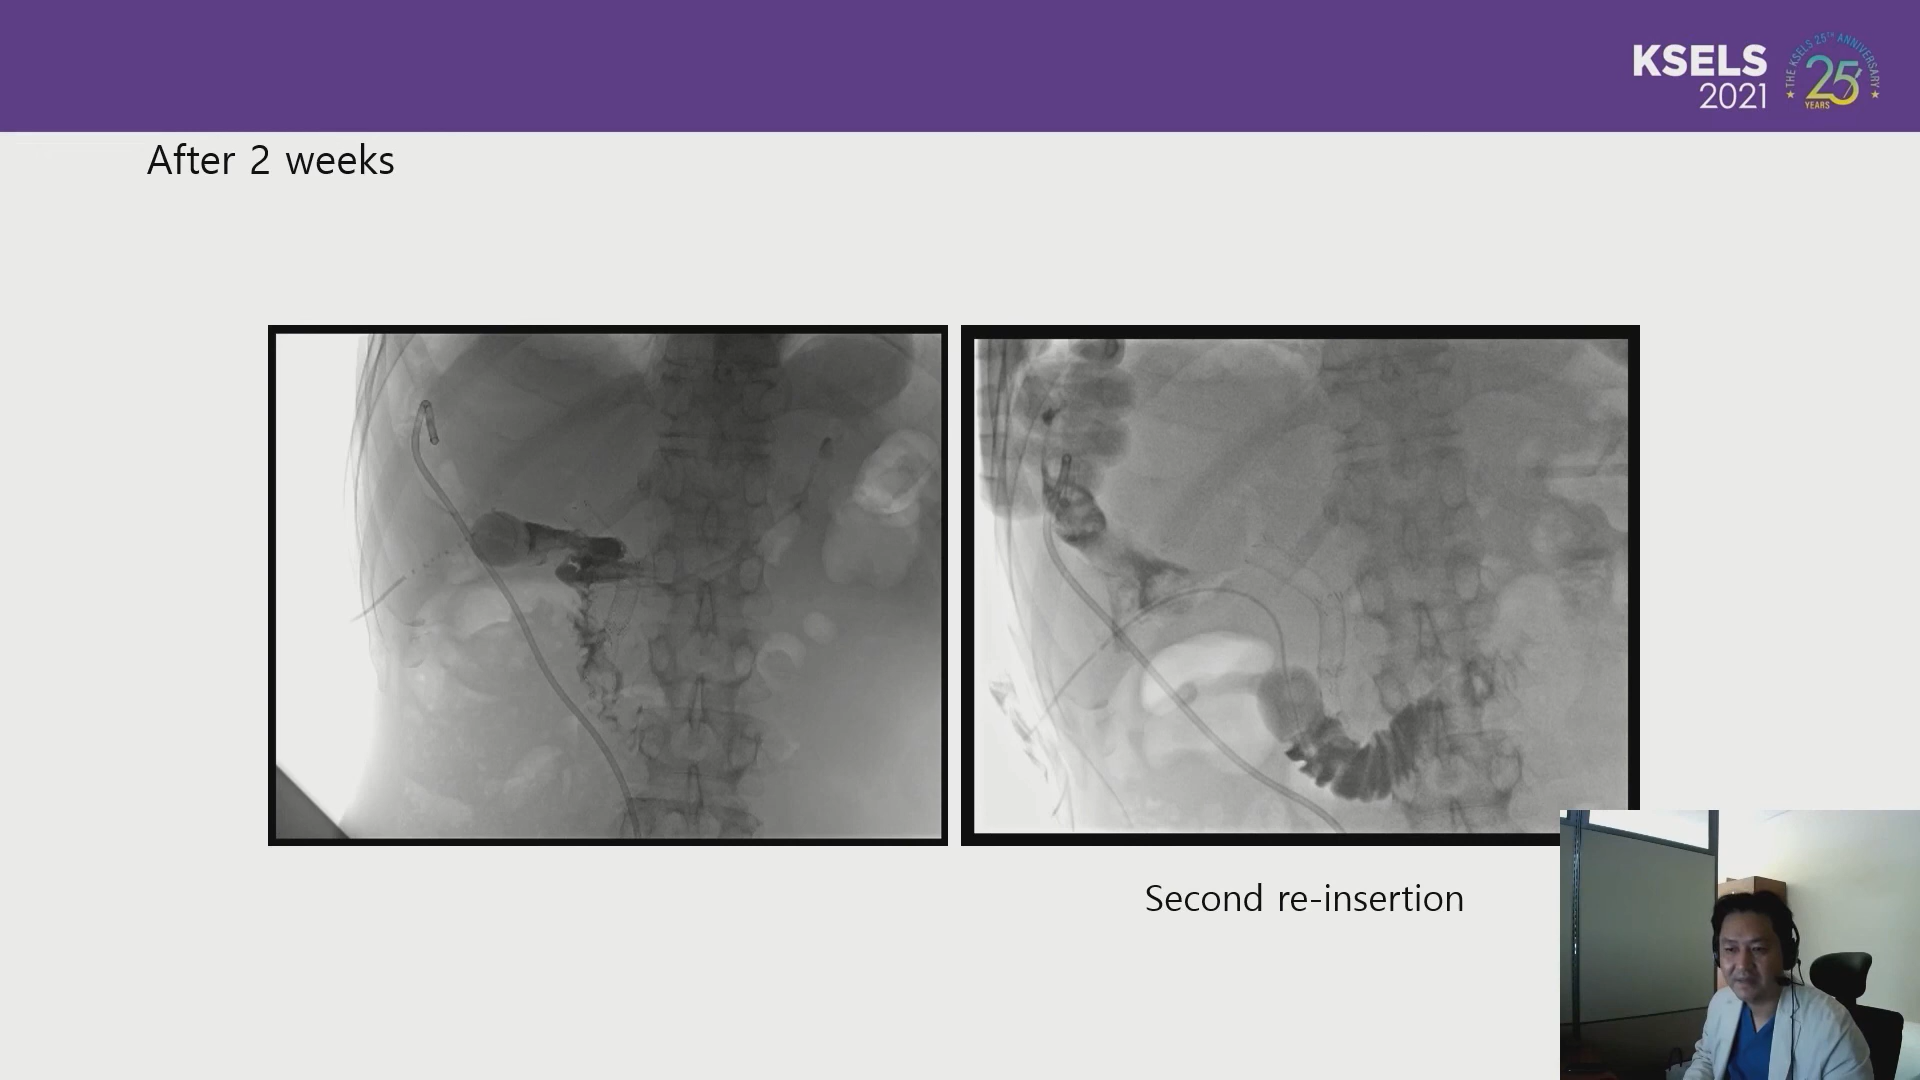 KSELS
2021
THE KSELS 25TH ANNIVERSARY
25
YEARS
After 2 weeks
Second re-insertion